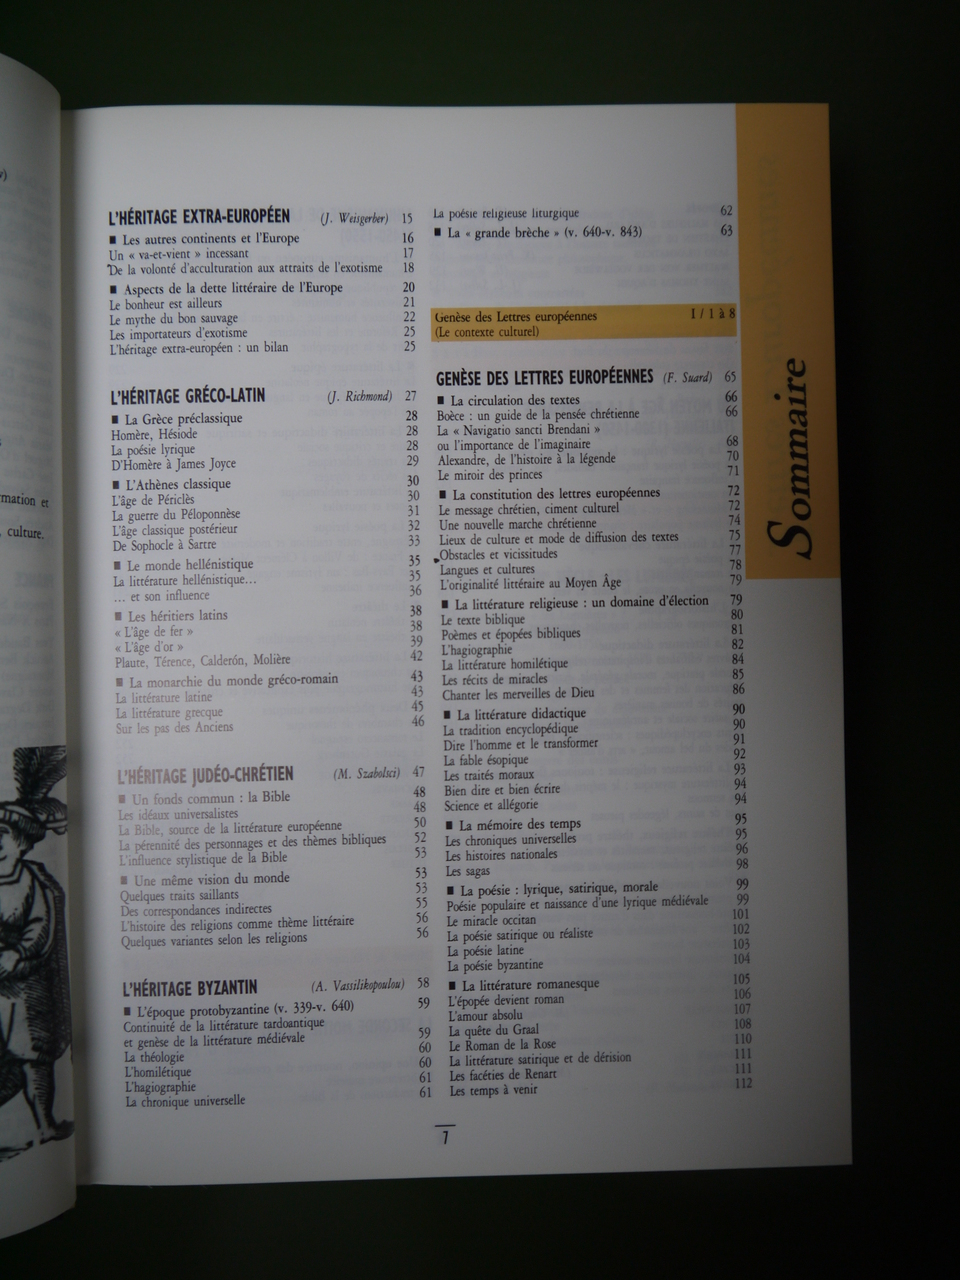 mation et
, culture.
L'HÉRITAGE EXTRA-EUROPÉEN (J. Weisgerber) 15
■ Les autres continents et l'Europe 16
Un « va-et-vient » incessant 17
De la volonté d'acculturation aux attraits de l'exotisme 18
■ Aspects de la dette littéraire de l'Europe 20
Le bonheur est ailleurs 21
Le mythe du bon sauvage 22
Les importateurs d'exotisme 25
L'héritage extra-européen : un bilan 25
L'HÉRITAGE GRÉCO-LATIN (J. Richmond) 27
■ La Grèce préclassique 28
Homère, Hésiode 28
La poésie lyrique 28
D'Homère à James Joyce 29
■ L'Athènes classique 30
L'âge de Périclès 30
La guerre du Péloponnèse 31
L'âge classique postérieur 32
De Sophocle à Sartre 33
■ Le monde hellénistique 35
La littérature hellénistique... 35
... et son influence 36
■ Les héritiers latins 38
« L'âge de fer » 38
« L'âge d'or » 39
Plaute, Térence, Calderón, Molière 42
■ La monarchie du monde gréco-romain 43
La littérature latine 43
La littérature grecque 45
Sur les pas des Anciens 46
L'HÉRITAGE JUDÉO-CHRÉTIEN (M. Szabolsci) 47
■ Un fonds commun : la Bible 48
Les idéaux universalistes 48
La Bible, source de la littérature européenne 50
La pérennité des personnages et des thèmes bibliques 52
L'influence stylistique de la Bible 53
■ Une même vision du monde 53
Quelques traits saillants 53
Des correspondances indirectes 55
L'histoire des religions comme thème littéraire 56
Quelques variantes selon les religions 56
L'HÉRITAGE BYZANTIN (A. Vassilikopoulou) 58
■ L'époque protobyzantine (v. 339-v. 640) 59
Continuité de la littérature tardoantique
et genèse de la littérature médiévale 59
La théologie 60
L'homilétique 60
L'hagiographie 61
La chronique universelle 61
La poésie religieuse liturgique 62
■ La « grande brèche » (v. 640-v. 843) 63
Genèse des Lettres européennes I / 1 à 8
(Le contexte culturel)
GENÈSE DES LETTRES EUROPÉENNES (F. Suard) 65
■ La circulation des textes 66
Boèce : un guide de la pensée chrétienne 66
La « Navigatio sancti Brendani »
ou l'importance de l'imaginaire 68
Alexandre, de l'histoire à la légende 70
Le miroir des princes 71
■ La constitution des lettres européennes 72
Le message chrétien, ciment culturel 72
Une nouvelle marche chrétienne 74
Lieux de culture et mode de diffusion des textes 75
Obstacles et vicissitudes 77
Langues et cultures 78
L'originalité littéraire au Moyen Âge 79
■ La littérature religieuse : un domaine d'élection 79
Le texte biblique 80
Poèmes et épopées bibliques 81
L'hagiographie 82
La littérature homilétique 84
Les récits de miracles 85
Chanter les merveilles de Dieu 86
■ La littérature didactique 90
La tradition encyclopédique 90
Dire l'homme et le transformer 91
La fable ésopique 92
Les traités moraux 93
Bien dire et bien écrire 94
Science et allégorie 94
■ La mémoire des temps 95
Les chroniques universelles 95
Les histoires nationales 96
Les sagas 98
■ La poésie : lyrique, satirique, morale 99
Poésie populaire et naissance d'une lyrique médiévale 99
Le miracle occitan 101
La poésie satirique ou réaliste 102
La poésie latine 103
La poésie byzantine 104
■ La littérature romanesque 105
L'épopée devient roman 106
L'amour absolu 107
La quête du Graal 108
Le Roman de la Rose 110
La littérature satirique et de dérision 111
Les facéties de Renart 111
Les temps à venir 112
Sommaire
7